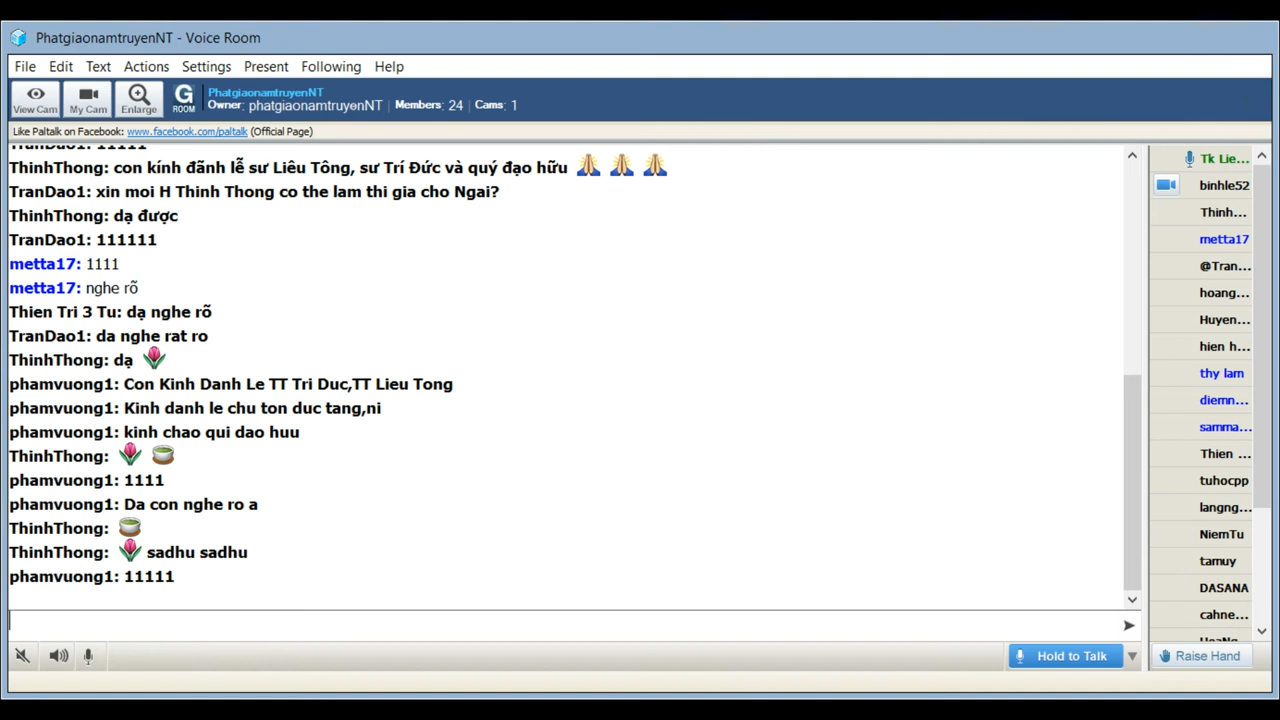 PhatgiaonamtruyenNT - Voice Room
File Edit Text Actions Settings Present Following Help
View Cam My Cam Enlarge G ROOM
PhatgiaonamtruyenNT
Owner: phatgiaonamtruyenNT Members: 24 Cams: 1
Like Paltalk on Facebook: www.facebook.com/paltalk (Official Page)
TranDao1: 11111
ThinhThong: con kính đãnh lễ sư Liêu Tông, sư Trí Đức và quý đạo hữu
TranDao1: xin moi H Thinh Thong co the lam thi gia cho Ngai?
ThinhThong: dạ được
TranDao1: 111111
metta17: 1111
metta17: nghe rõ
Thien Tri 3 Tu: dạ nghe rõ
TranDao1: da nghe rat ro
ThinhThong: dạ
phamvuong1: Con Kinh Danh Le TT Tri Duc,TT Lieu Tong
phamvuong1: Kinh danh le chu ton duc tang,ni
phamvuong1: kinh chao qui dao huu
ThinhThong:
phamvuong1: 1111
phamvuong1: Da con nghe ro a
ThinhThong:
ThinhThong: sadhu sadhu
phamvuong1: 11111
Tk Lie...
binhle52
Thinh...
metta17
@Tran...
hoang...
Huyen...
hien h...
thy lam
diemn...
samma...
Thien ...
tuhocpp
langng...
NiemTu
tamuy
DASANA
cahne...
Hold to Talk
Raise Hand